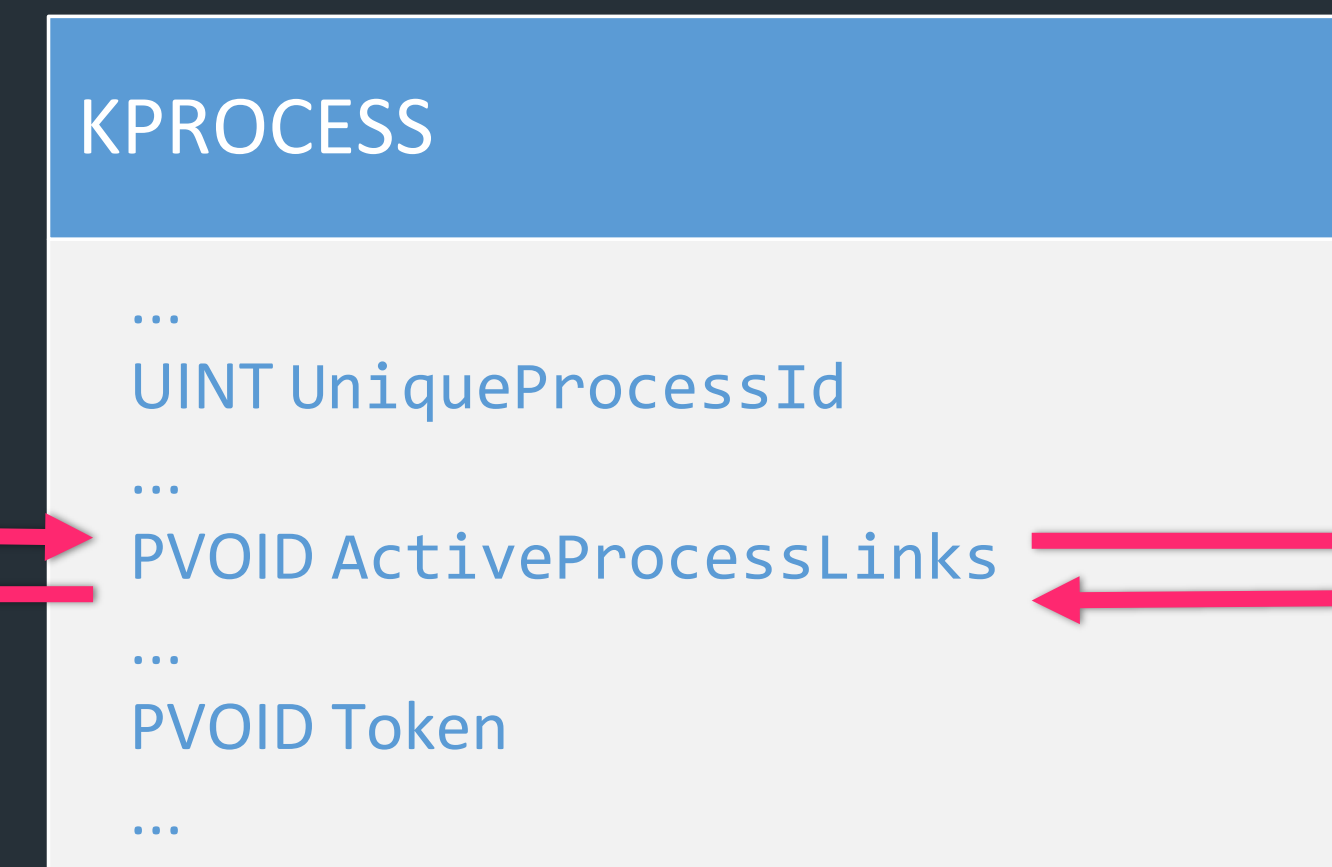 KPROCESS
...
UINT UniqueProcessId
...
PVOID ActiveProcessLinks
...
PVOID Token
...